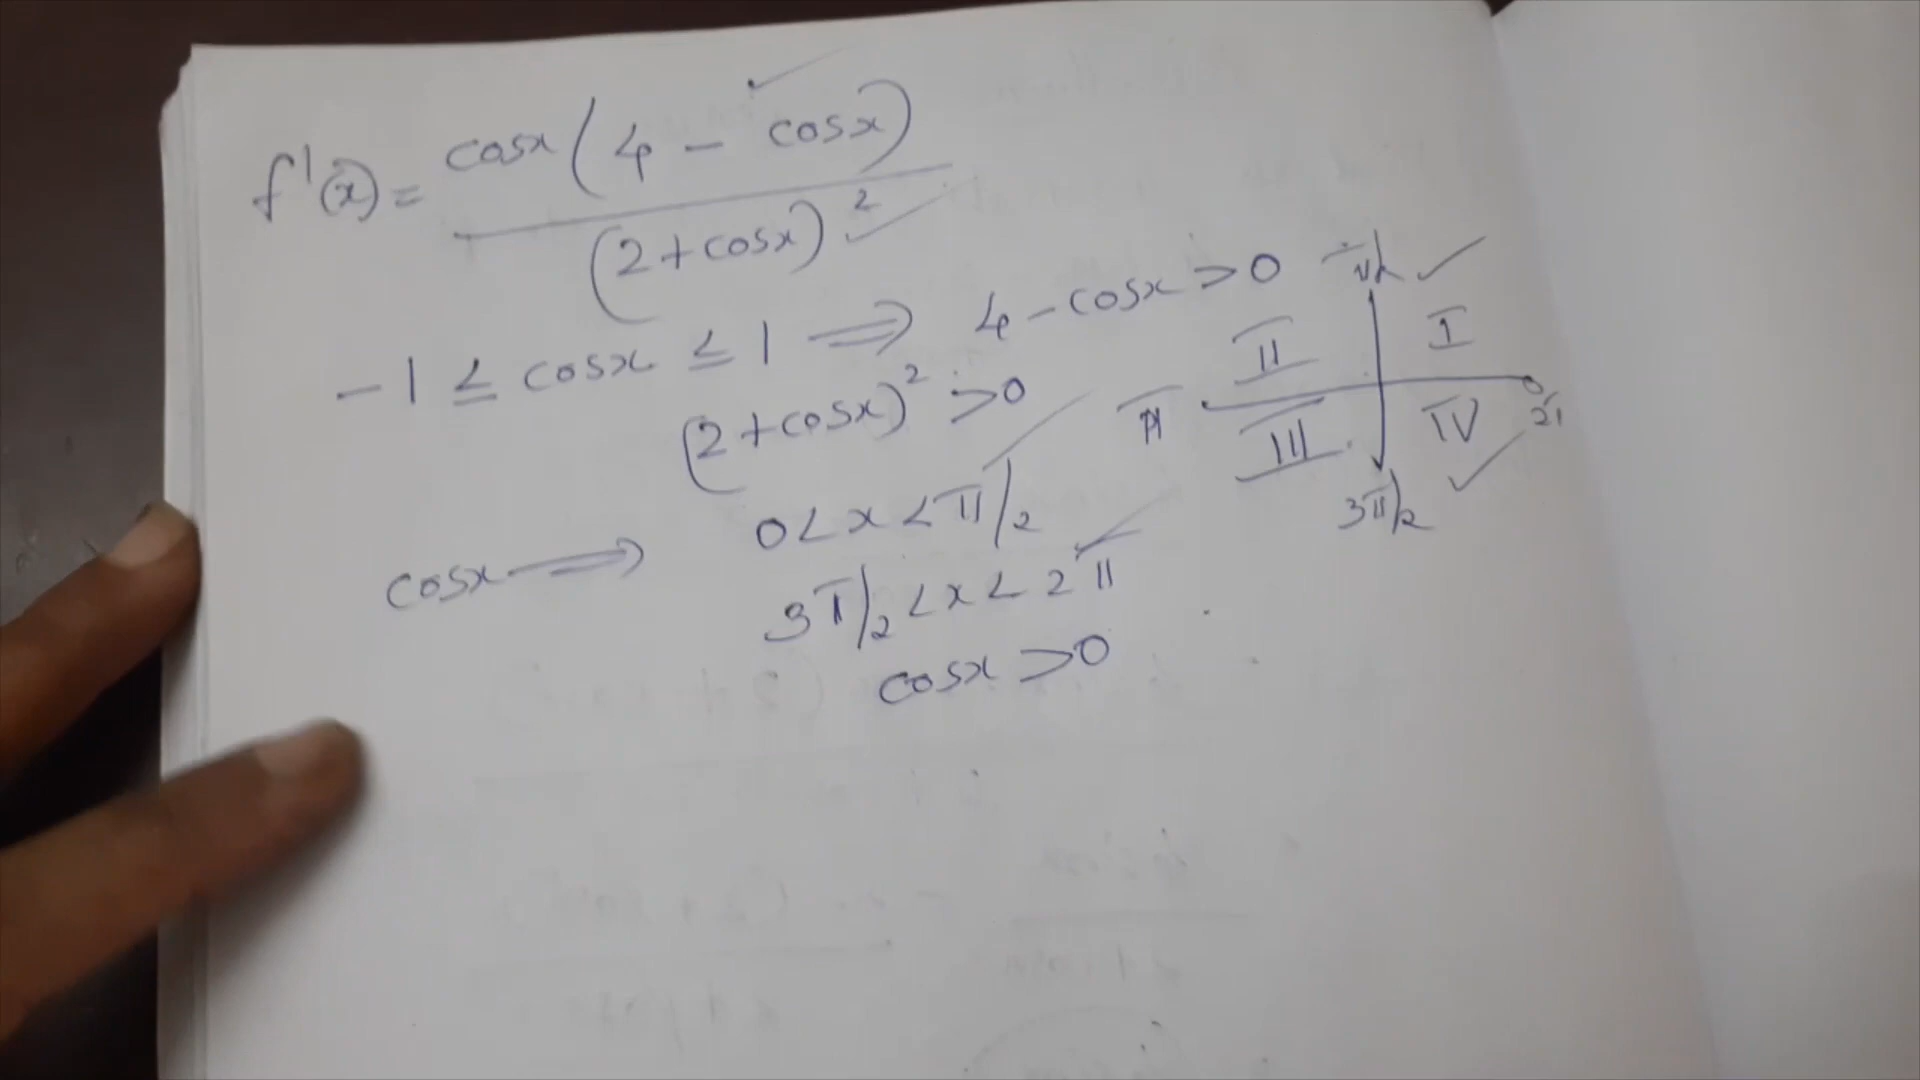 f'(x) = cosx (4 - cosx) / (2+cosx)²
-1 ≤ cosx ≤ 1 ⟹ 4 - cosx > 0
(2+cosx)² > 0
π/2
II I
π
III IV
3π/2
cosx ⟹ 0 < x < π/2
3π/2 < x < 2π
cosx > 0